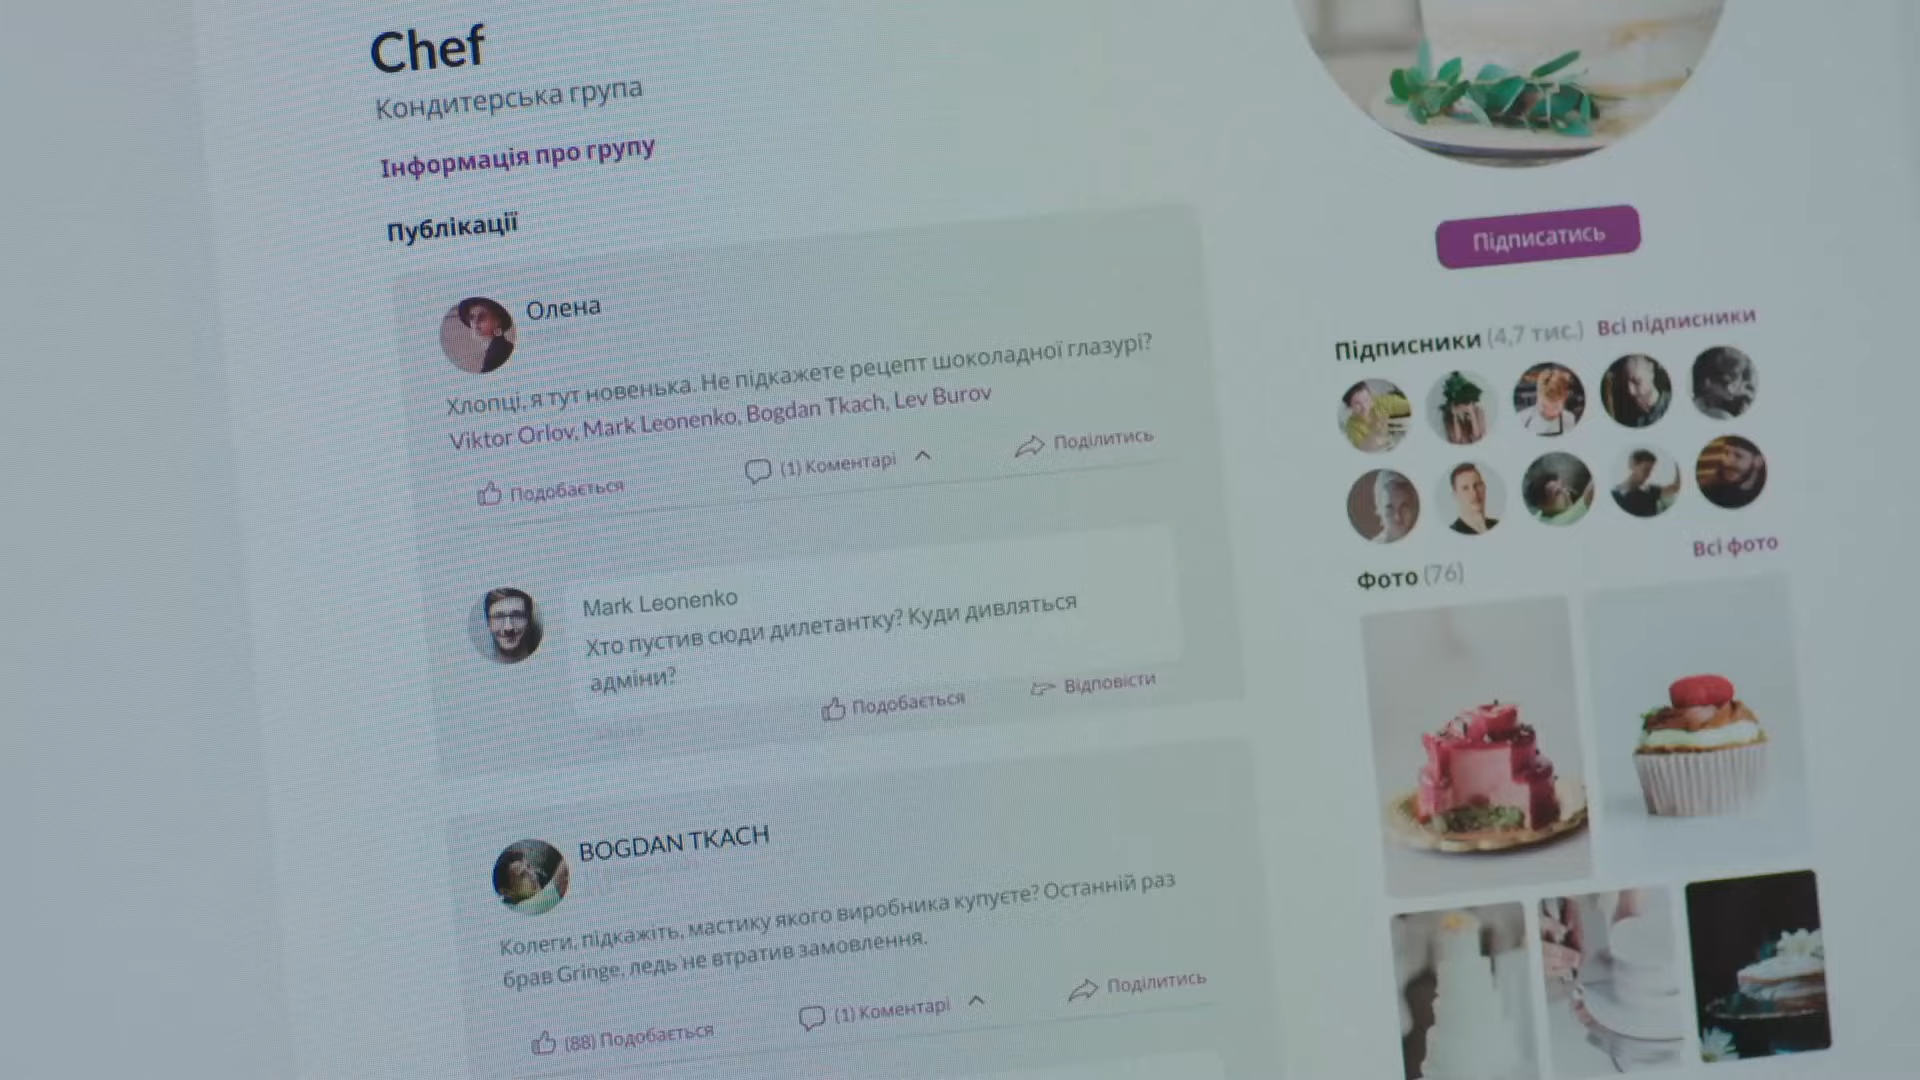 Chef
Кондитерська група
Інформація про групу
Публікації
Олена
Хлопці, я тут новенька. Не підкажете рецепт шоколадної глазурі?
Viktor Orlov, Mark Leonenko, Bogdan Tkach, Lev Burov
Подобається
(1) Коментарі
Поділитись
Mark Leonenko
Хто пустив сюди дилетантку? Куди дивляться
адміни?
Подобається
Відповісти
BOGDAN TKACH
Колеги, підкажіть, мастику якого виробника купуєте? Останній раз
брав Gringe, ледь не втратив замовлення.
(88) Подобається
(1) Коментарі
Поділитись
Підписатись
Підписники (4,7 тис.) Всі підписники
Всі фото
Фото (76)